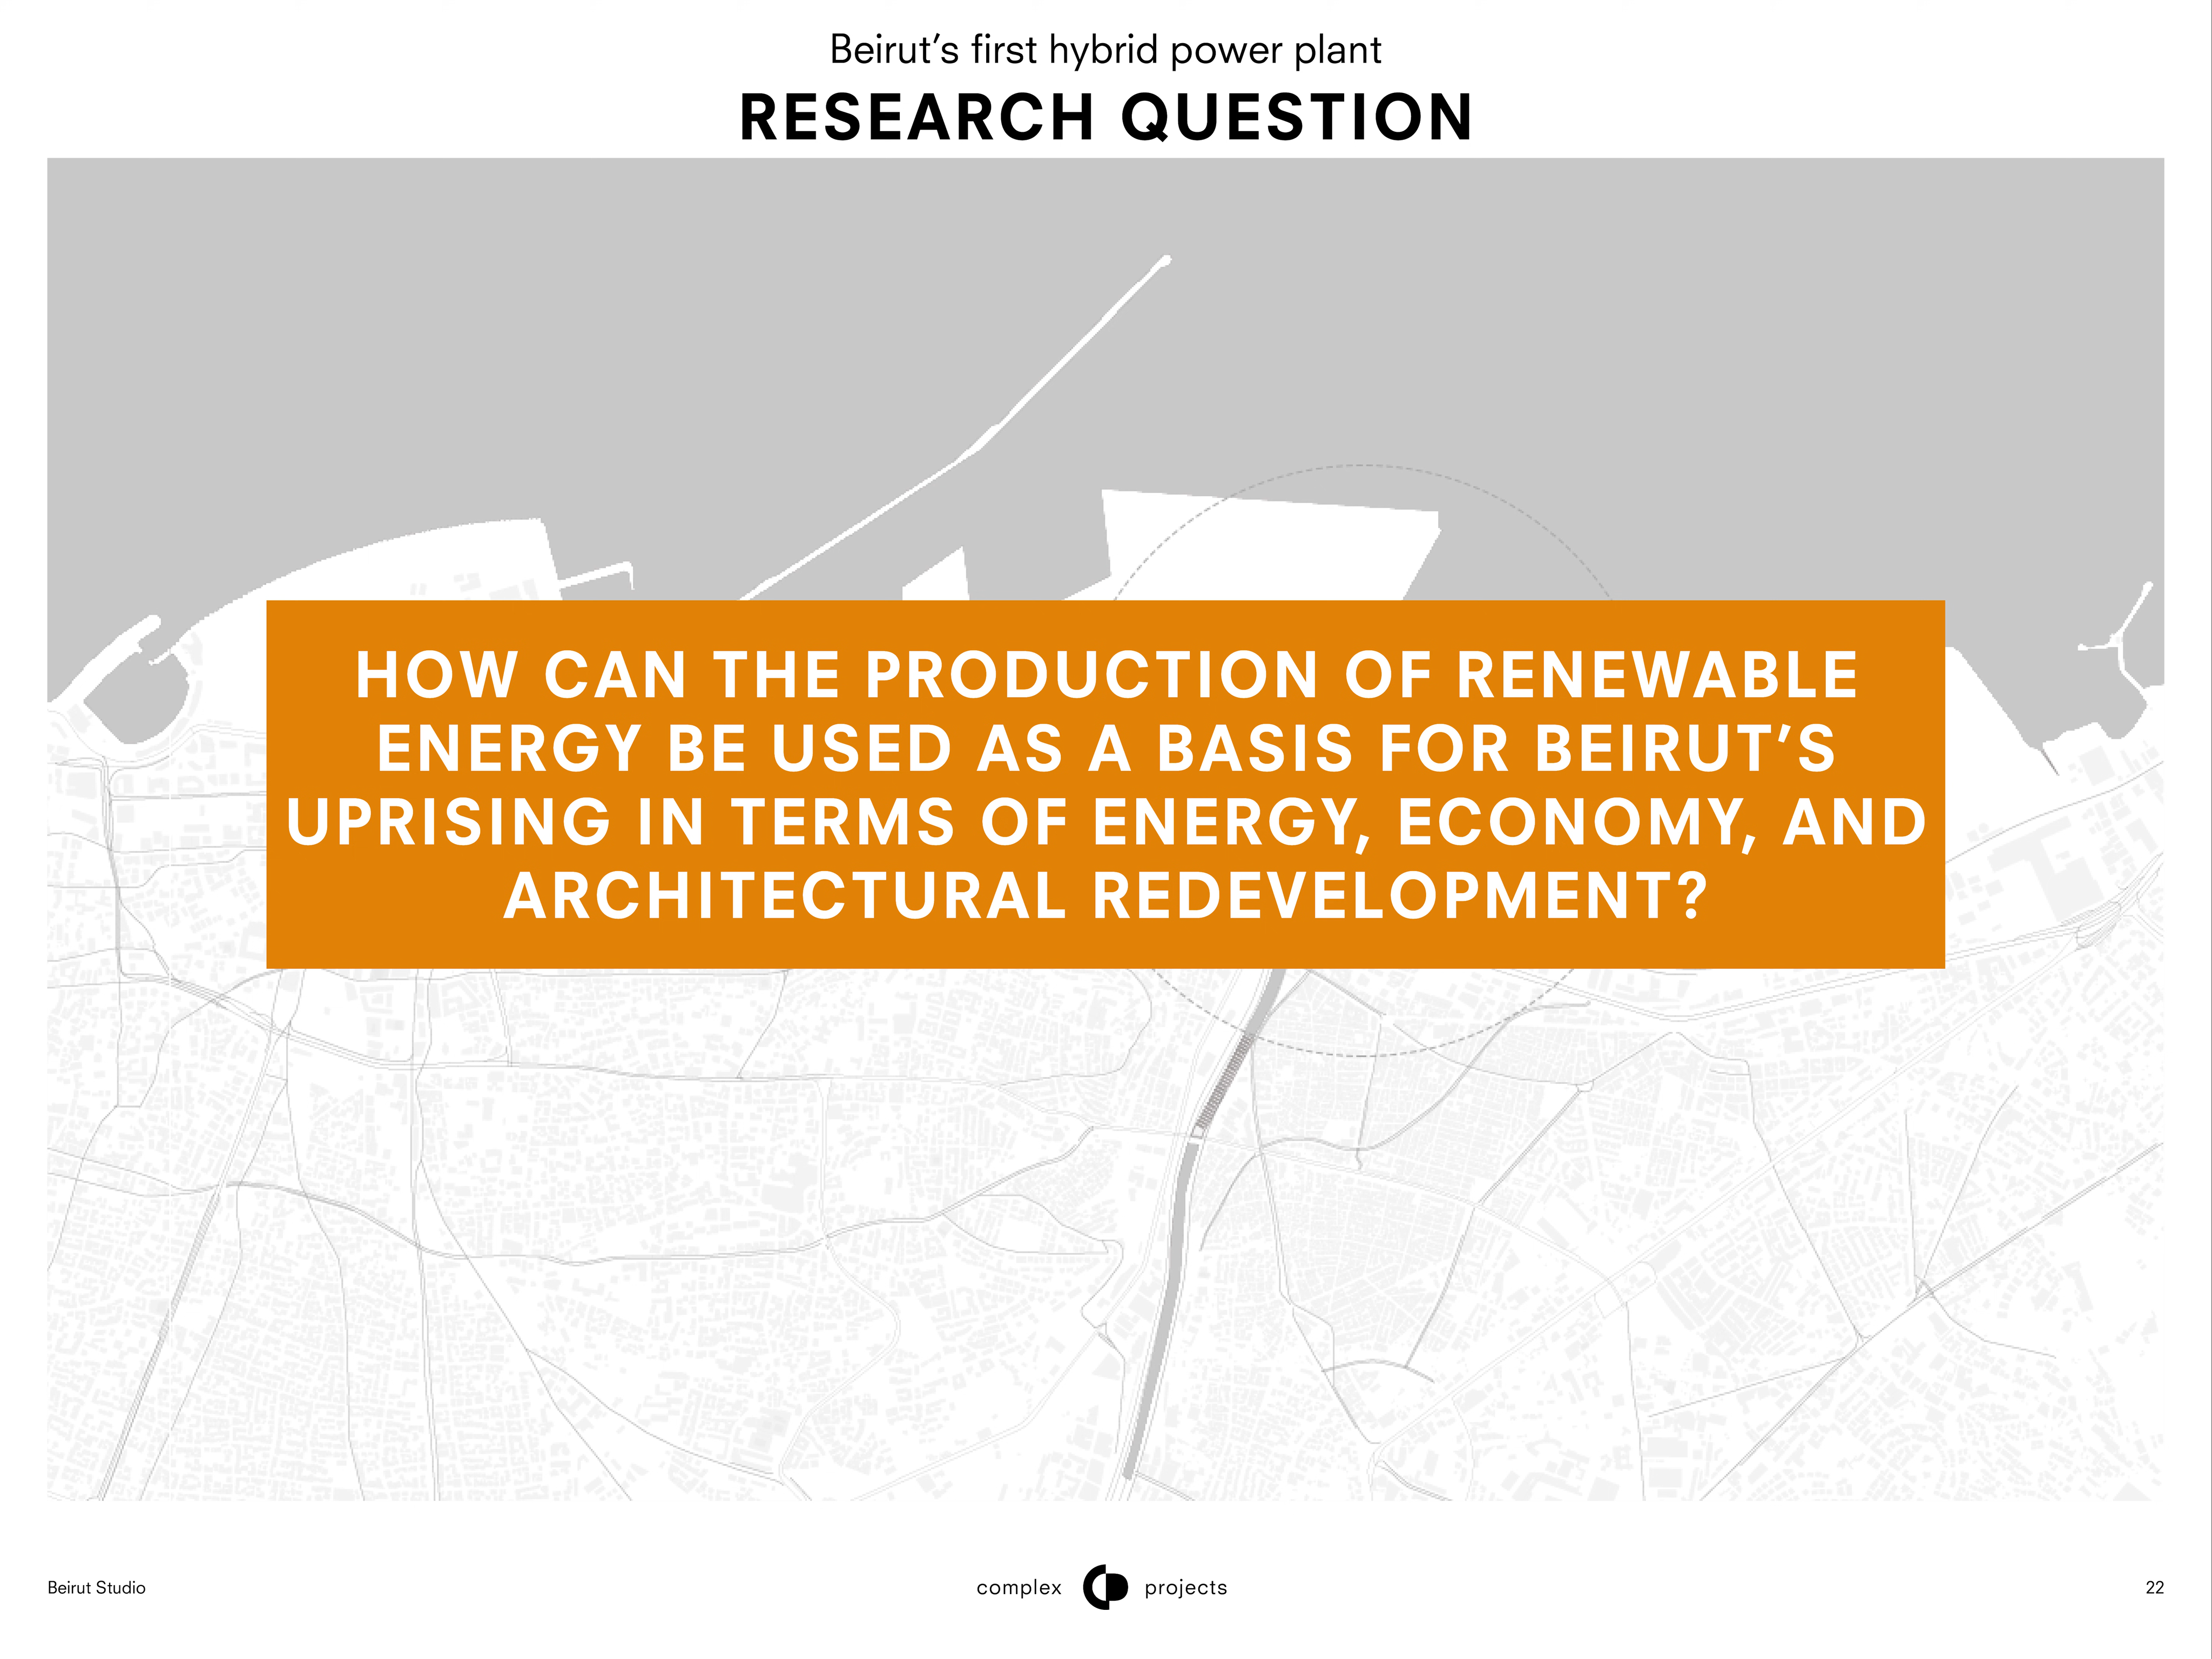 Beirut’s first hybrid power plant
RESEARCH QUESTION
HOW CAN THE PRODUCTION OF RENEWABLE
ENERGY BE USED AS A BASIS FOR BEIRUT’S
UPRISING IN TERMS OF ENERGY, ECONOMY, AND
ARCHITECTURAL REDEVELOPMENT?
Beirut Studio
complex projects
22